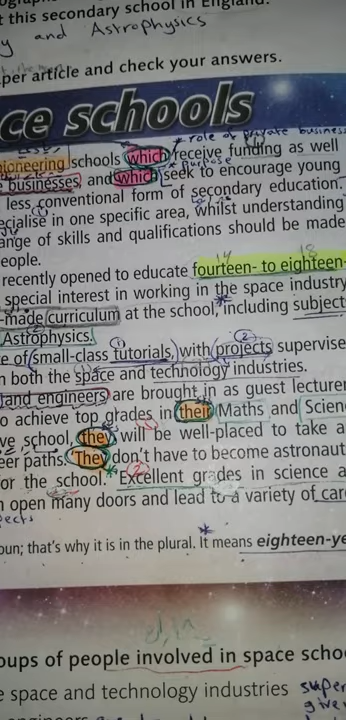 t this secondary school in England.
y and Astrophysics
per article and check your answers.
ce schools
role of private business
pioneering schools which receive funding as well
purpose
e businesses, and which seek to encourage young
less conventional form of secondary education.
ecialise in one specific area, whilst understanding
ange of skills and qualifications should be made
eople.
14 18
recently opened to educate fourteen- to eighteen-
special interest in working in the space industry
-made curriculum at the school, including subject
Astrophysics.
① ②
e of small-class tutorials, with projects supervise
n both the space and technology industries.
and engineers are brought in as guest lecturer
o achieve top grades in their Maths and Scien
ve school, they will be well-placed to take a
eer paths. They don't have to become astronaut
or the school. Excellent grades in science a
n open many doors and lead to a variety of car
pects
oun; that's why it is in the plural. It means eighteen-ye
oups of people involved in space scho
e space and technology industries super
give